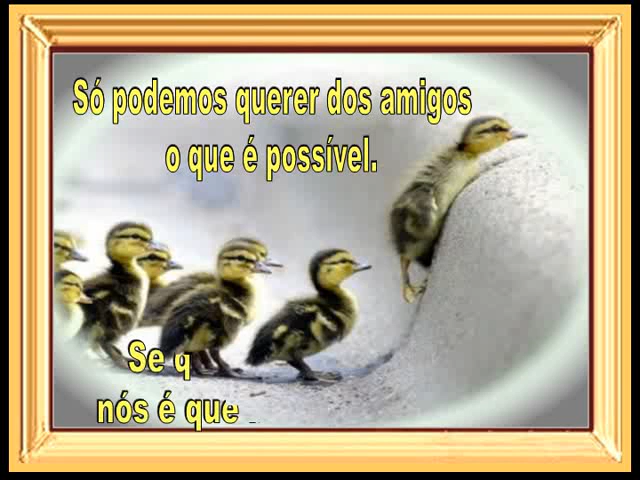 Só podemos querer dos amigos
o que é possível.
Se q
nós é que